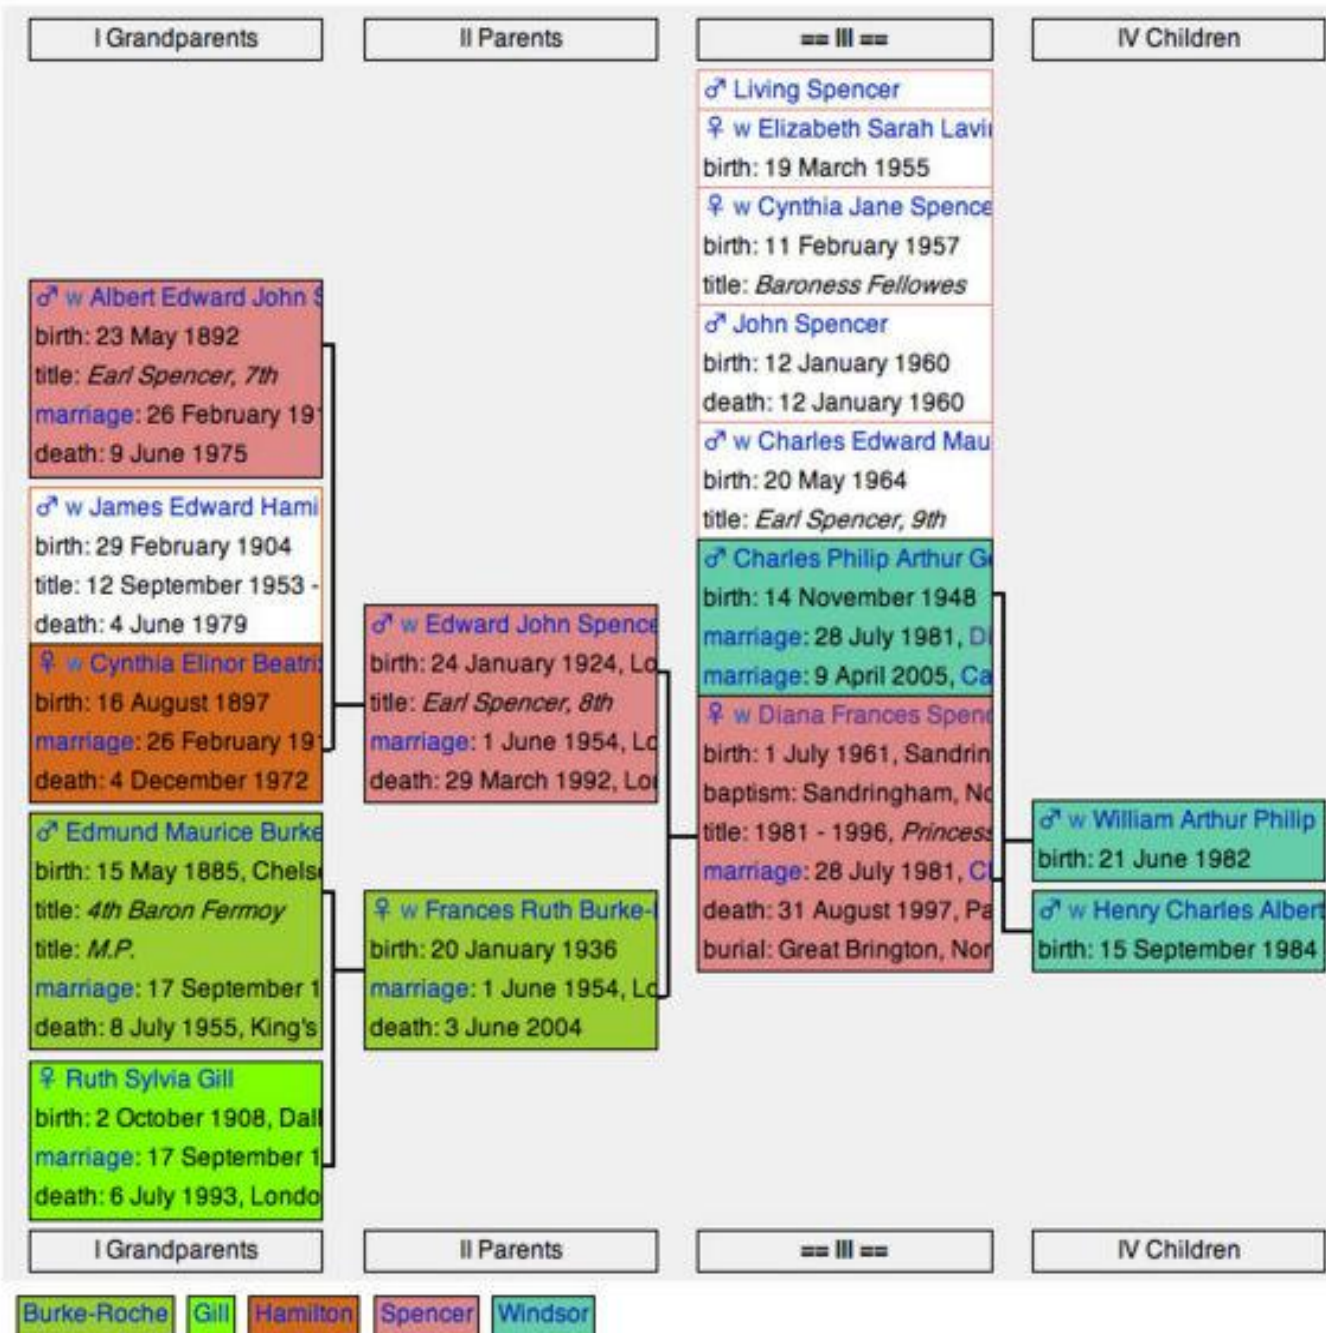 I Grandparents
II Parents
== III ==
IV Children
♂ w Albert Edward John S
birth: 23 May 1892
title: Earl Spencer, 7th
marriage: 26 February 19
death: 9 June 1975
♂ w James Edward Hami
birth: 29 February 1904
title: 12 September 1953 -
death: 4 June 1979
♀ w Cynthia Elinor Beatri
birth: 16 August 1897
marriage: 26 February 19
death: 4 December 1972
♂ Edmund Maurice Burke
birth: 15 May 1885, Chels
title: 4th Baron Fermoy
title: M.P.
marriage: 17 September 1
death: 8 July 1955, King's
♀ Ruth Sylvia Gill
birth: 2 October 1908, Dall
marriage: 17 September 1
death: 6 July 1993, Londo
♂ w Edward John Spence
birth: 24 January 1924, Lo
title: Earl Spencer, 8th
marriage: 1 June 1954, Lo
death: 29 March 1992, Lo
♀ w Frances Ruth Burke-
birth: 20 January 1936
marriage: 1 June 1954, Lo
death: 3 June 2004
♂ Living Spencer
♀ w Elizabeth Sarah Lavi
birth: 19 March 1955
♀ w Cynthia Jane Spence
birth: 11 February 1957
title: Baroness Fellowes
♂ John Spencer
birth: 12 January 1960
death: 12 January 1960
♂ w Charles Edward Mau
birth: 20 May 1964
title: Earl Spencer, 9th
♂ Charles Philip Arthur G
birth: 14 November 1948
marriage: 28 July 1981, Di
marriage: 9 April 2005, Ca
♀ w Diana Frances Spen
birth: 1 July 1961, Sandrin
baptism: Sandringham, No
title: 1981 - 1996, Princess
marriage: 28 July 1981, C
death: 31 August 1997, Pa
burial: Great Brington, Nor
♂ w William Arthur Philip
birth: 21 June 1982
♂ w Henry Charles Albert
birth: 15 September 1984
I Grandparents
II Parents
== III ==
IV Children
Burke-Roche
Gill
Hamilton
Spencer
Windsor